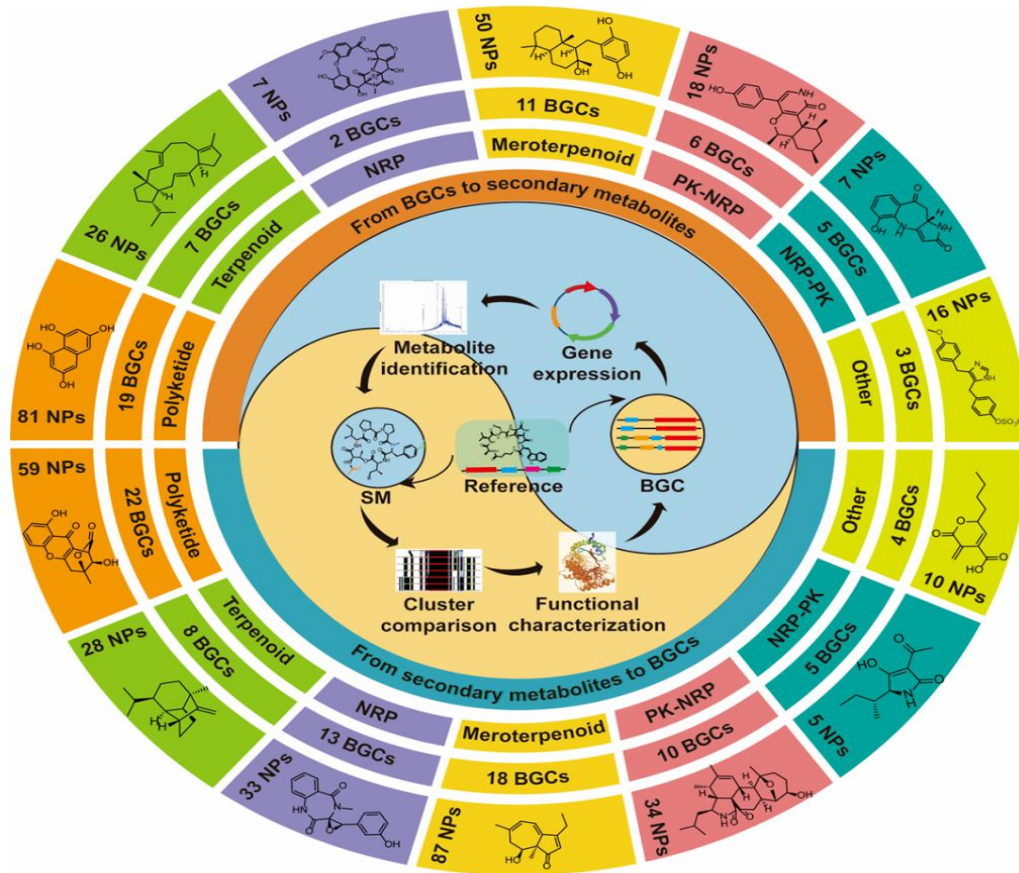 50 NPs
11 BGCs
Meroterpenoid
18 NPs
6 BGCs
PK-NRP
7 NPs
5 BGCs
NRP-PK
16 NPs
3 BGCs
Other
7 NPs
2 BGCs
NRP
26 NPs
7 BGCs
Terpenoid
81 NPs
19 BGCs
Polyketide
From BGCs to secondary metabolites
Metabolite
identification
Gene
expression
SM
Reference
BGC
Cluster
comparison
Functional
characterization
From secondary metabolites to BGCs
59 NPs
22 BGCs
Polyketide
28 NPs
8 BGCs
Terpenoid
33 NPs
13 BGCs
NRP
Meroterpenoid
18 BGCs
87 NPs
PK-NRP
10 BGCs
34 NPs
NRP-PK
5 BGCs
5 NPs
Other
4 BGCs
10 NPs